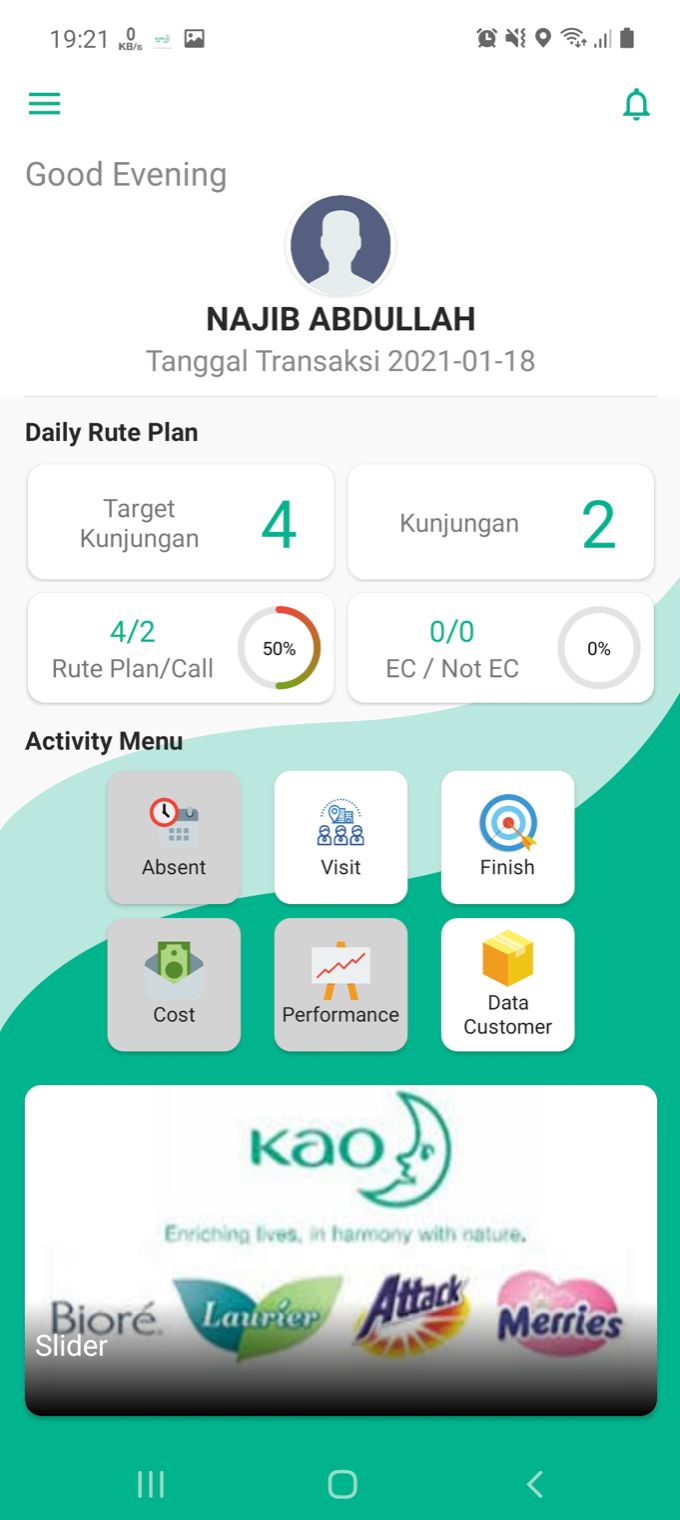 19:21 0 KB/s
Good Evening
NAJIB ABDULLAH
Tanggal Transaksi 2021-01-18
Daily Rute Plan
Target
Kunjungan
4
Kunjungan
2
4/2
Rute Plan/Call
50%
0/0
EC / Not EC
0%
Activity Menu
Absent
Visit
Finish
Cost
Performance
Data
Customer
Kao
Enriching lives, in harmony with nature.
Bioré
Laurier
Attack
Merries
Slider